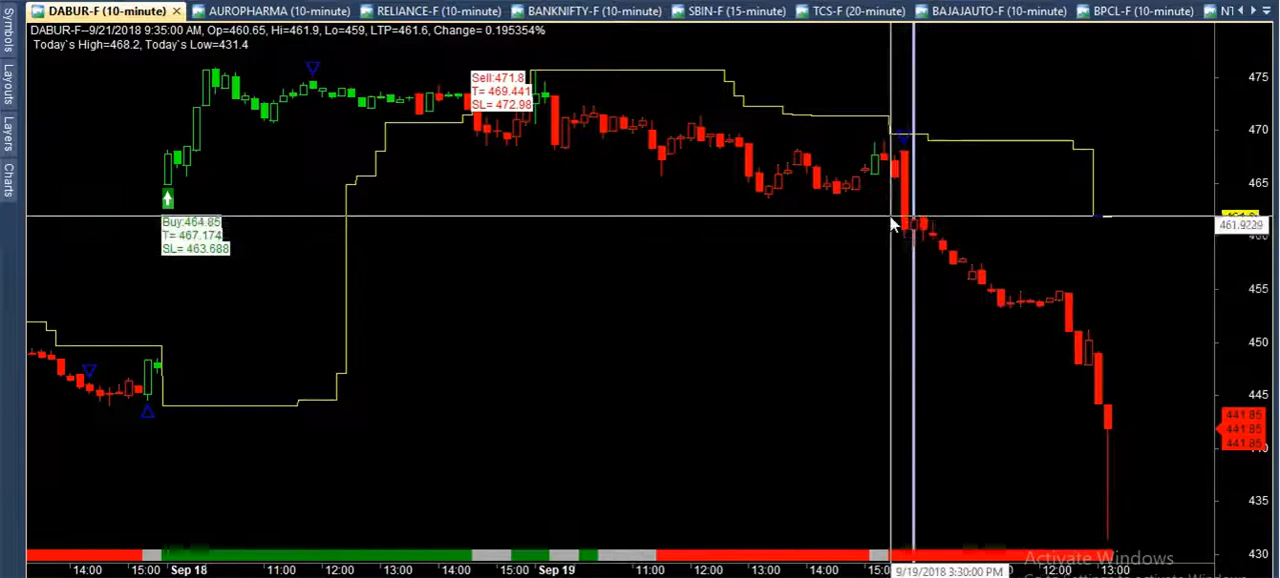 DABUR-F (10-minute) × AUROPHARMA (10-minute) RELIANCE-F (10-minute) BANKNIFTY-F (10-minute) SBIN-F (15-minute) TCS-F (20-minute) BAJAJAUTO-F (10-minute) BPCL-F (10-minute) NT
Symbols
Layouts
Layers
Charts
DABUR-F--9/21/2018 9:35:00 AM, Op=460.65, Hi=461.9, Lo=459, LTP=461.6, Change= 0.195354%
Today`s High=468.2, Today`s Low=431.4
Sell:471.8
T= 469.441
SL= 472.98
Buy:464.85
T= 467.174
SL= 463.688
475
470
465
461.9229
455
450
445
441.85
441.85
441.85
435
430
14:00 15:00 Sep 18 11:00 12:00 13:00 14:00 15:00 Sep 19 11:00 12:00 13:00 14:00 9/19/2018 3:30:00 PM 11:00 12:00 13:00
Activate Windows